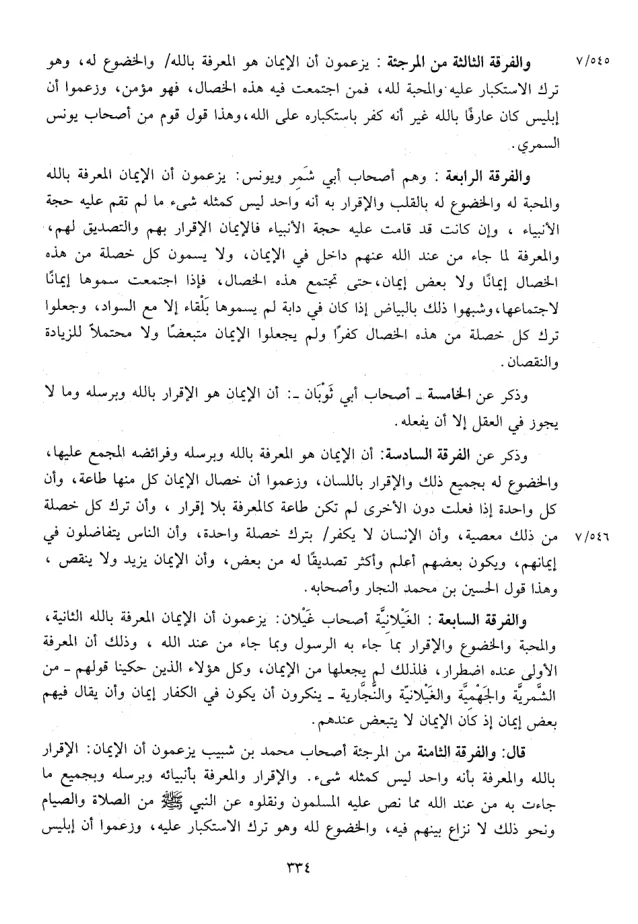 ٧/٥٤٥ والفرقة الثالثة من المرجئة : يزعمون أن الإيمان هو المعرفة بالله/ والخضوع له، وهو
ترك الاستكبار عليه والمحبة لله، فمن اجتمعت فيه هذه الخصال، فهو مؤمن، وزعموا أن
إبليس كان عارفًا بالله غير أنه كفر باستكباره على الله،وهذا قول قوم من أصحاب يونس
السمري.
والفرقة الرابعة : وهم أصحاب أبي شَمِر ويونس: يزعمون أن الإيمان المعرفة بالله
والمحبة له والخضوع له بالقلب والإقرار به أنه واحد ليس كمثله شىء ما لم تقم عليه حجة
الأنبياء ، وإن كانت قد قامت عليه حجة الأنبياء فالإيمان الإقرار بهم والتصديق لهم،
والمعرفة لما جاء من عند الله عنهم داخل في الإيمان، ولا يسمون كل خصلة من هذه
الخصال إيمانًا ولا بعض إيمان،حتى تجتمع هذه الخصال، فإذا اجتمعت سموها إيمانًا
لاجتماعها،وشبهوا ذلك بالبياض إذا كان في دابة لم يسموها بَلْقاء إلا مع السواد، وجعلوا
ترك كل خصلة من هذه الخصال كفرًا ولم يجعلوا الإيمان متبعضًا ولا محتملاً للزيادة
والنقصان.
وذكر عن الخامسة ـ أصحاب أبي ثَوْبَان ـ: أن الإيمان هو الإقرار بالله وبرسله وما لا
يجوز في العقل إلا أن يفعله.
وذكر عن الفرقة السادسة: أن الإيمان هو المعرفة بالله وبرسله وفرائضه المجمع عليها،
والخضوع له بجميع ذلك والإقرار باللسان، وزعموا أن خصال الإيمان كل منها طاعة، وأن
كل واحدة إذا فعلت دون الأخرى لم تكن طاعة كالمعرفة بلا إقرار ، وأن ترك كل خصلة
٧/٥٤٦ من ذلك معصية، وأن الإنسان لا يكفر/ بترك خصلة واحدة، وأن الناس يتفاضلون في
إيمانهم، ويكون بعضهم أعلم وأكثر تصديقًا له من بعض، وأن الإيمان يزيد ولا ينقص ،
وهذا قول الحسين بن محمد النجار وأصحابه.
والفرقة السابعة : الغَيْلانِيَّة أصحاب غَيْلان: يزعمون أن الإيمان المعرفة بالله الثانية،
والمحبة والخضوع والإقرار بما جاء به الرسول وبما جاء من عند الله ، وذلك أن المعرفة
الأولى عنده اضطرار، فلذلك لم يجعلها من الإيمان، وكل هؤلاء الذين حكينا قولهم ـ من
الشَّمريَّة والجَهْمِيَّة والغَيْلانيّة والنَّجَّارية ـ ينكرون أن يكون في الكفار إيمان وأن يقال فيهم
بعض إيمان إذ كان الإيمان لا يتبعض عندهم.
قال: والفرقة الثامنة من المرجئة أصحاب محمد بن شبيب يزعمون أن الإيمان: الإقرار
بالله والمعرفة بأنه واحد ليس كمثله شىء. والإقرار والمعرفة بأنبيائه وبرسله وبجميع ما
جاءت به من عند الله مما نص عليه المسلمون ونقلوه عن النبي ﷺ من الصلاة والصيام
ونحو ذلك لا نزاع بينهم فيه، والخضوع لله وهو ترك الاستكبار عليه، وزعموا أن إبليس
٣٣٤